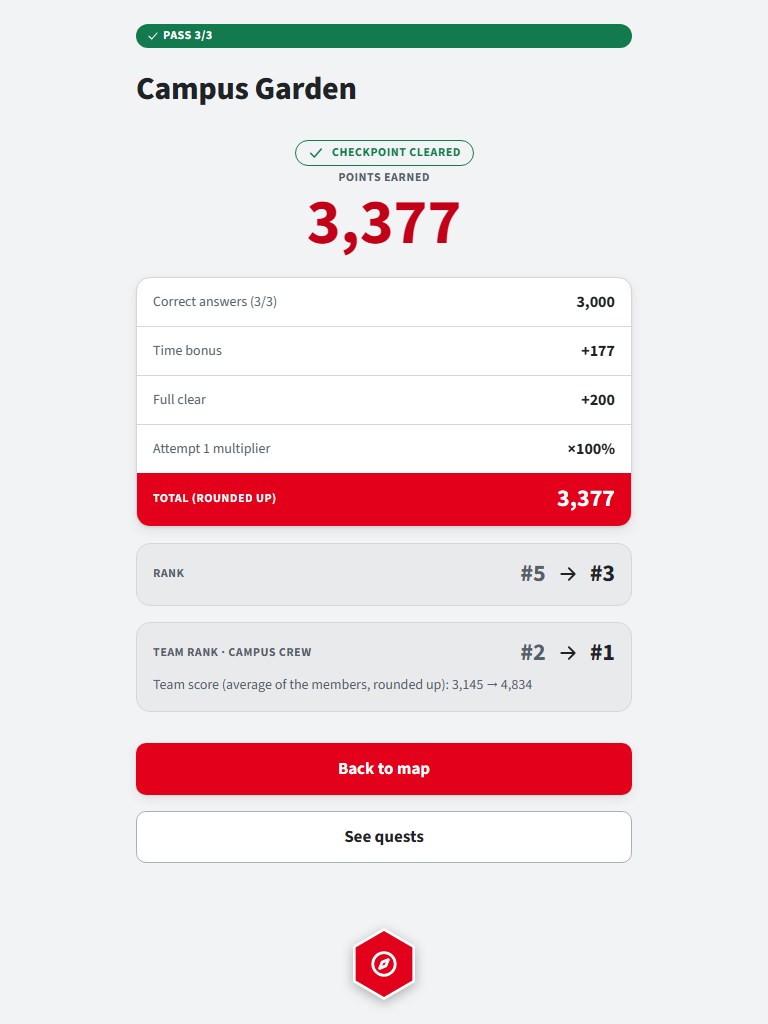 PASS 3/3
Campus Garden
CHECKPOINT CLEARED
POINTS EARNED
3,377
Correct answers (3/3) 3,000
Time bonus +177
Full clear +200
Attempt 1 multiplier ×100%
TOTAL (ROUNDED UP) 3,377
RANK #5 → #3
TEAM RANK · CAMPUS CREW #2 → #1
Team score (average of the members, rounded up): 3,145 → 4,834
Back to map
See quests